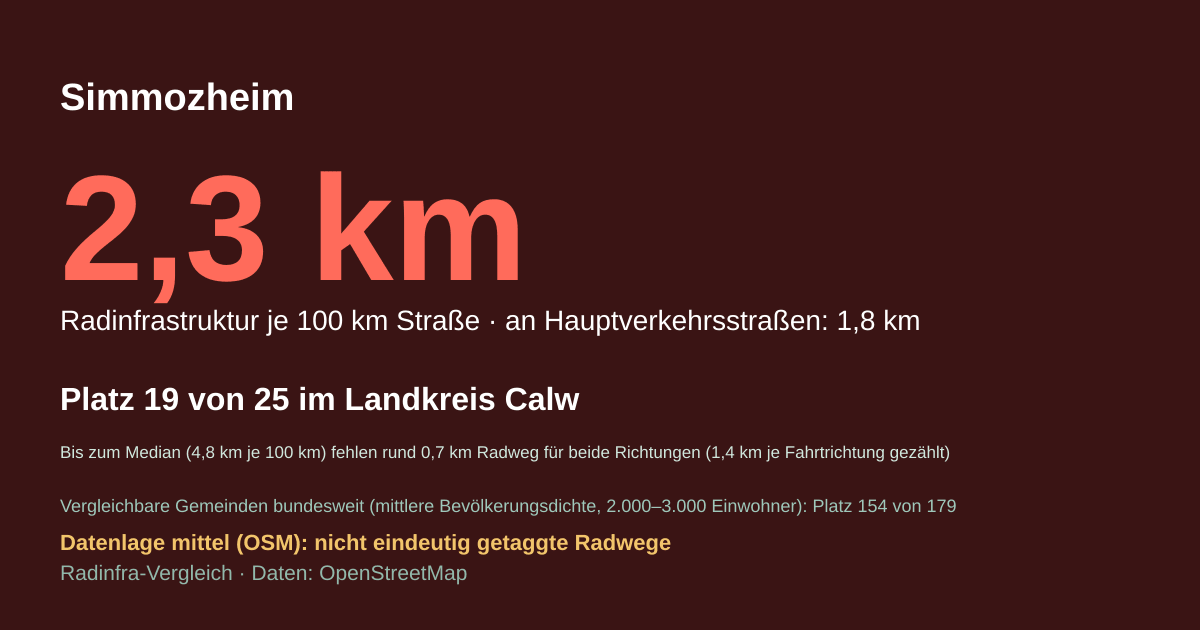 Simmozheim
2,3 km
Radinfrastruktur je 100 km Straße · an Hauptverkehrsstraßen: 1,8 km
Platz 19 von 25 im Landkreis Calw
Bis zum Median (4,8 km je 100 km) fehlen rund 0,7 km Radweg für beide Richtungen (1,4 km je Fahrtrichtung gezählt)
Vergleichbare Gemeinden bundesweit (mittlere Bevölkerungsdichte, 2.000–3.000 Einwohner): Platz 154 von 179
Datenlage mittel (OSM): nicht eindeutig getaggte Radwege
Radinfra-Vergleich · Daten: OpenStreetMap